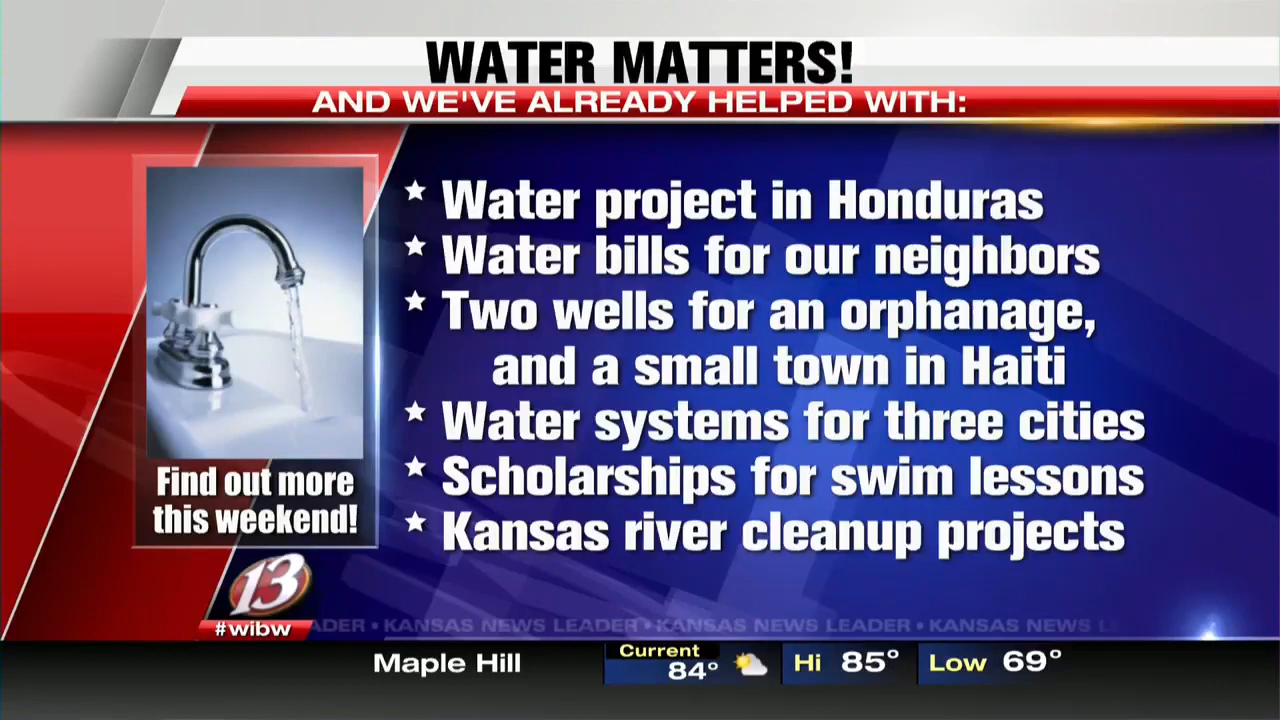 WATER MATTERS!
AND WE'VE ALREADY HELPED WITH:
* Water project in Honduras
* Water bills for our neighbors
* Two wells for an orphanage,
and a small town in Haiti
* Water systems for three cities
* Scholarships for swim lessons
* Kansas river cleanup projects
Find out more
this weekend!
13
#wibw
ADER • KANSAS NEWS LEADER • KANSAS NEWS LEADER • KANSAS NEWS L
Maple Hill
Current
84°
Hi 85°
Low 69°